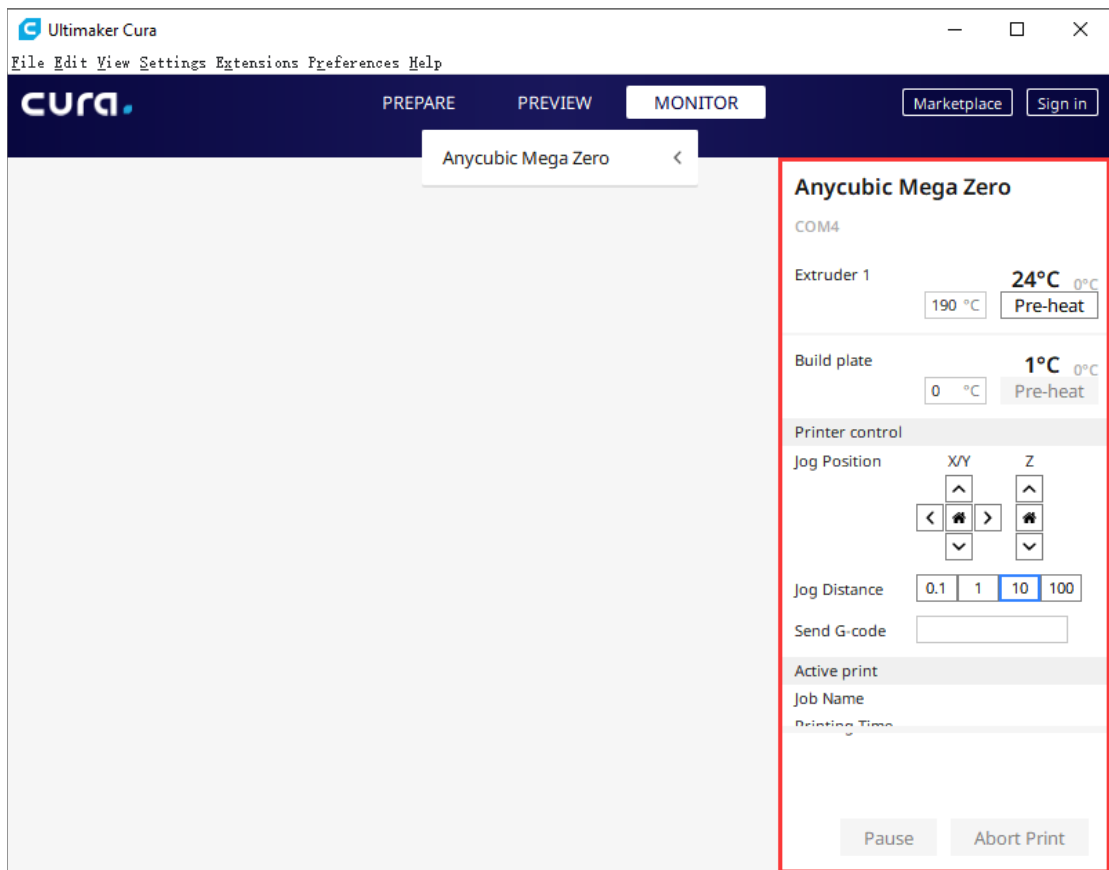 Ultimaker Cura
File Edit View Settings Extensions Preferences Help
cura.
PREPARE PREVIEW MONITOR
Marketplace Sign in
Anycubic Mega Zero
Anycubic Mega Zero
COM4
Extruder 1 24°C 0°C
190 °C Pre-heat
Build plate 1°C 0°C
0 °C Pre-heat
Printer control
Jog Position X/Y Z
Jog Distance 0.1 1 10 100
Send G-code
Active print
Job Name
Printing Time
Pause Abort Print